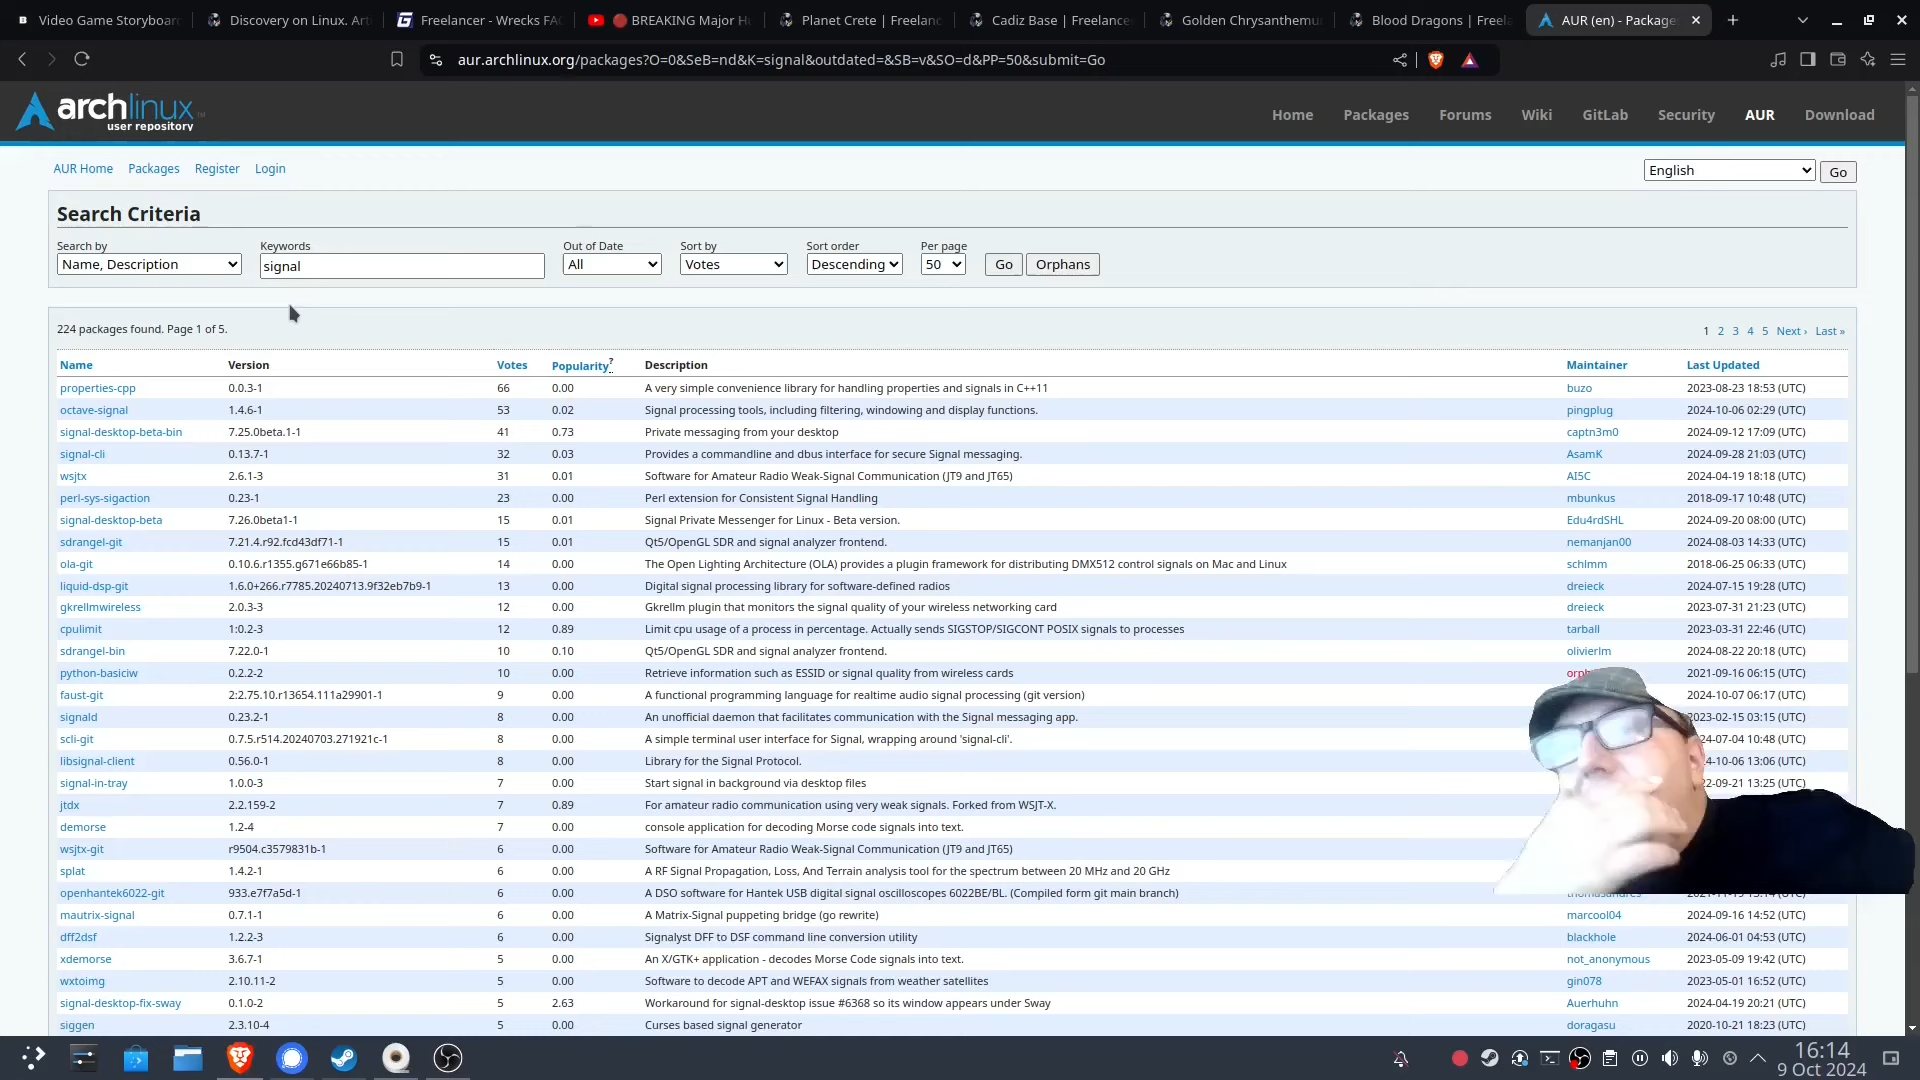 Video Game Storyboar
Discovery on Linux. Art
Freelancer - Wrecks FA
BREAKING Major H
Planet Crete | Freelan
Cadiz Base | Freelance
Golden Chrysanthemu
Blood Dragons | Freela
AUR (en) - Package
aur.archlinux.org/packages?O=0&SeB=nd&K=signal&outdated=&SB=v&SO=d&PP=50&submit=Go
archlinux
user repository
Home Packages Forums Wiki GitLab Security AUR Download
AUR Home Packages Register Login
English Go
Search Criteria
Search by Keywords Out of Date Sort by Sort order Per page
Name, Description signal All Votes Descending 50 Go Orphans
224 packages found. Page 1 of 5.
1 2 3 4 5 Next › Last »
Name Version Votes Popularity? Description Maintainer Last Updated
properties-cpp 0.0.3-1 66 0.00 A very simple convenience library for handling properties and signals in C++11 buzo 2023-08-23 18:53 (UTC)
octave-signal 1.4.6-1 53 0.02 Signal processing tools, including filtering, windowing and display functions. pingplug 2024-10-06 02:29 (UTC)
signal-desktop-beta-bin 7.25.0beta.1-1 41 0.73 Private messaging from your desktop captn3m0 2024-09-12 17:09 (UTC)
signal-cli 0.13.7-1 32 0.03 Provides a commandline and dbus interface for secure Signal messaging. AsamK 2024-09-28 21:03 (UTC)
wsjtx 2.6.1-3 31 0.01 Software for Amateur Radio Weak-Signal Communication (JT9 and JT65) AI5C 2024-04-19 18:18 (UTC)
perl-sys-sigaction 0.23-1 23 0.00 Perl extension for Consistent Signal Handling mbunkus 2018-09-17 10:48 (UTC)
signal-desktop-beta 7.26.0beta1-1 15 0.01 Signal Private Messenger for Linux - Beta version. Edu4rdSHL 2024-09-20 08:00 (UTC)
sdrangel-git 7.21.4.r92.fcd43df71-1 15 0.01 Qt5/OpenGL SDR and signal analyzer frontend. nemanjan00 2024-08-03 14:33 (UTC)
ola-git 0.10.6.r1355.g671e66b85-1 14 0.00 The Open Lighting Architecture (OLA) provides a plugin framework for distributing DMX512 control signals on Mac and Linux schlmm 2018-06-25 06:33 (UTC)
liquid-dsp-git 1.6.0+266.r7785.20240713.9f32eb7b9-1 13 0.00 Digital signal processing library for software-defined radios dreieck 2024-07-15 19:28 (UTC)
gkrellmwireless 2.0.3-3 12 0.00 Gkrellm plugin that monitors the signal quality of your wireless networking card dreieck 2023-07-31 21:23 (UTC)
cpulimit 1:0.2-3 12 0.89 Limit cpu usage of a process in percentage. Actually sends SIGSTOP/SIGCONT POSIX signals to processes tarball 2023-03-31 22:46 (UTC)
sdrangel-bin 7.22.0-1 10 0.10 Qt5/OpenGL SDR and signal analyzer frontend. olivierlm 2024-08-22 20:18 (UTC)
python-basiciw 0.2.2-2 10 0.00 Retrieve information such as ESSID or signal quality from wireless cards orp 2021-09-16 06:15 (UTC)
faust-git 2:2.75.10.r13654.111a29901-1 9 0.00 A functional programming language for realtime audio signal processing (git version) 2024-10-07 06:17 (UTC)
signald 0.23.2-1 8 0.00 An unofficial daemon that facilitates communication with the Signal messaging app. 2023-02-15 03:15 (UTC)
scli-git 0.7.5.r514.20240703.271921c-1 8 0.00 A simple terminal user interface for Signal, wrapping around 'signal-cli'. 24-07-04 10:48 (UTC)
libsignal-client 0.56.0-1 8 0.00 Library for the Signal Protocol. 4-10-06 13:06 (UTC)
signal-in-tray 1.0.0-3 7 0.00 Start signal in background via desktop files 22-09-21 13:25 (UTC)
jtdx 2.2.159-2 7 0.89 For amateur radio communication using very weak signals. Forked from WSJT-X.
demorse 1.2-4 7 0.00 console application for decoding Morse code signals into text.
wsjtx-git r9504.c3579831b-1 6 0.00 Software for Amateur Radio Weak-Signal Communication (JT9 and JT65)
splat 1.4.2-1 6 0.00 A RF Signal Propagation, Loss, And Terrain analysis tool for the spectrum between 20 MHz and 20 GHz
openhantek6022-git 933.e7f7a5d-1 6 0.00 A DSO software for Hantek USB digital signal oscilloscopes 6022BE/BL. (Compiled form git main branch)
mautrix-signal 0.7.1-1 6 0.00 A Matrix-Signal puppeting bridge (go rewrite) marcool04 2024-09-16 14:52 (UTC)
dff2dsf 1.2.2-3 6 0.00 Signalyst DFF to DSF command line conversion utility blackhole 2024-06-01 04:53 (UTC)
xdemorse 3.6.7-1 5 0.00 An X/GTK+ application - decodes Morse Code signals into text. not_anonymous 2023-05-09 19:42 (UTC)
wxtoimg 2.10.11-2 5 0.00 Software to decode APT and WEFAX signals from weather satellites gin078 2023-05-01 16:52 (UTC)
signal-desktop-fix-sway 0.1.0-2 5 2.63 Workaround for signal-desktop issue #6368 so its window appears under Sway Auerhuhn 2024-04-19 20:21 (UTC)
siggen 2.3.10-4 5 0.00 Curses based signal generator doragasu 2020-10-21 18:23 (UTC)
16:14
9 Oct 2024